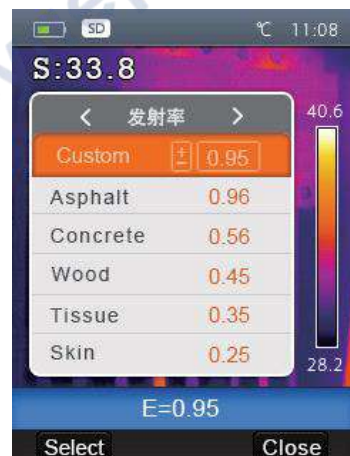 SD ℃ 11:08
S:33.8
< 发射率 >
40.6
Custom ± 0.95
Asphalt 0.96
Concrete 0.56
Wood 0.45
Tissue 0.35
Skin 0.25
28.2
E=0.95
Select Close